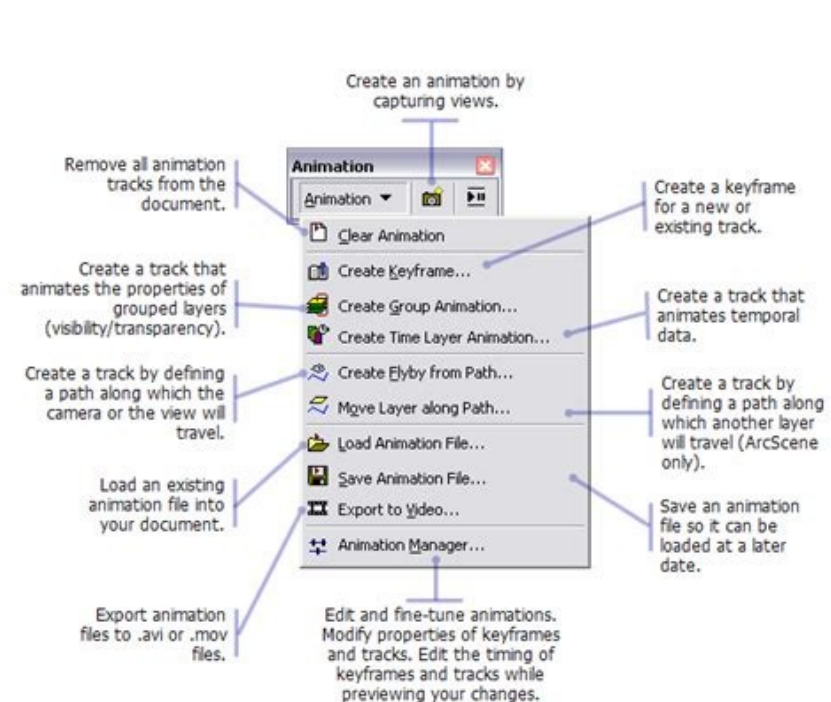 Create an animation by
capturing views.
Remove all animation
tracks from the
document.
Animation
Animation
Create a keyframe
for a new or
existing track.
Clear Animation
Create Keyframe...
Create a track that
animates the properties of
grouped layers
(visibility/transparency).
Create Group Animation...
Create Time Layer Animation...
Create a track that
animates temporal
data.
Create a track by defining
a path along which the
camera or the view will
travel.
Create Flyby from Path...
Move Layer along Path...
Create a track by
defining a path along
which another layer
will travel (ArcScene
only).
Load an existing
animation file into
your document.
Load Animation File...
Save Animation File...
Export to Video...
Save an animation
file so it can be
loaded at a later
date.
Animation Manager...
Export animation
files to .avi or .mov
files.
Edit and fine-tune animations.
Modify properties of keyframes
and tracks. Edit the timing of
keyframes and tracks while
previewing your changes.